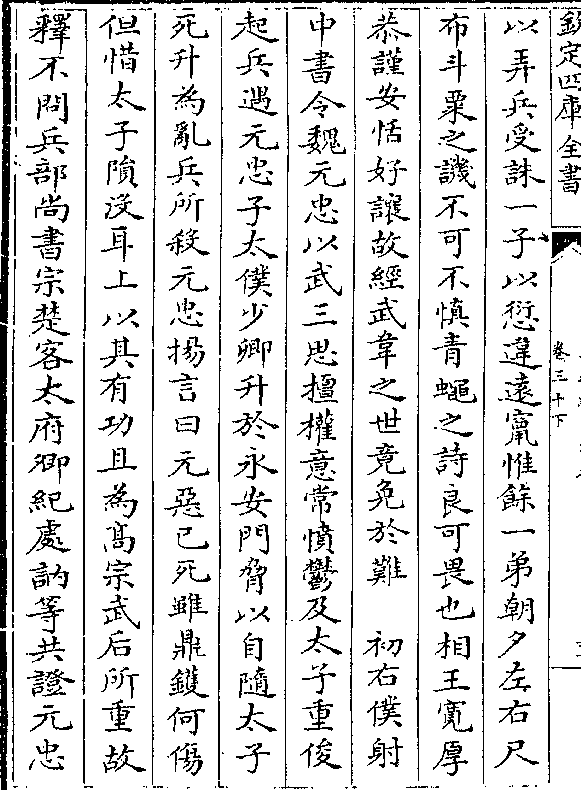 欽定四庫全書
卷三十下
以弄兵受誅一子以愆違遠竄惟餘一弟朝夕左右尺
布斗粟之譏不可不慎青蠅之詩良可畏也相王寛厚
恭謹安恬好讓故經武韋之世竟免於難　初右僕射
中書令魏元忠以武三思擅權意常憤鬱及太子重俊
起兵遇元忠子太僕少卿升於永安門脅以自隨太子
死升為亂兵所殺元忠揚言曰元惡已死雖鼎鑊何傷
但惜太子隕沒耳上以其有功且為髙宗武后所重故
釋不問兵部尚書宗楚客太府卿紀處訥等共證元忠